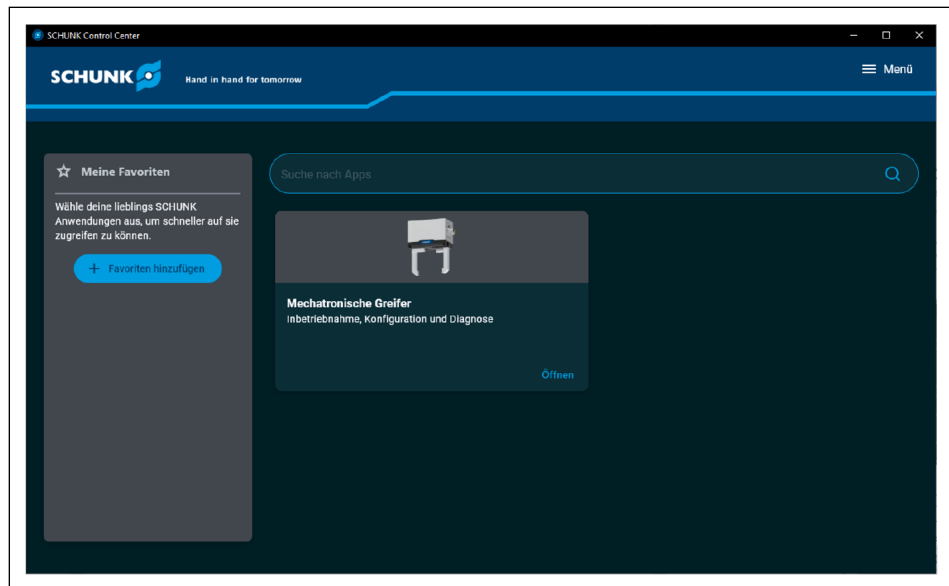 SCHUNK Control Center
SCHUNK
Hand in hand for tomorrow
Menü
Meine Favoriten
Wähle deine lieblings SCHUNK
Anwendungen aus, um schneller auf sie
zugreifen zu können.
+ Favoriten hinzufügen
Suche nach Apps
Mechatronische Greifer
Inbetriebnahme, Konfiguration und Diagnose
Öffnen